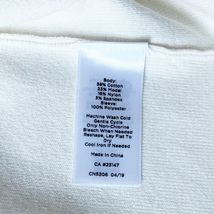 Body:
58% Cotton
23% Modal
16% Nylon
3% Spandex
Sleeve:
100% Polyester
Machine Wash Cold
Gentle Cycle
Only Non-Chlorine
Bleach When Needed
Reshape, Lay Flat To
Dry
Cool Iron If Needed
Made in China
CA #23147
CN5306 04/19